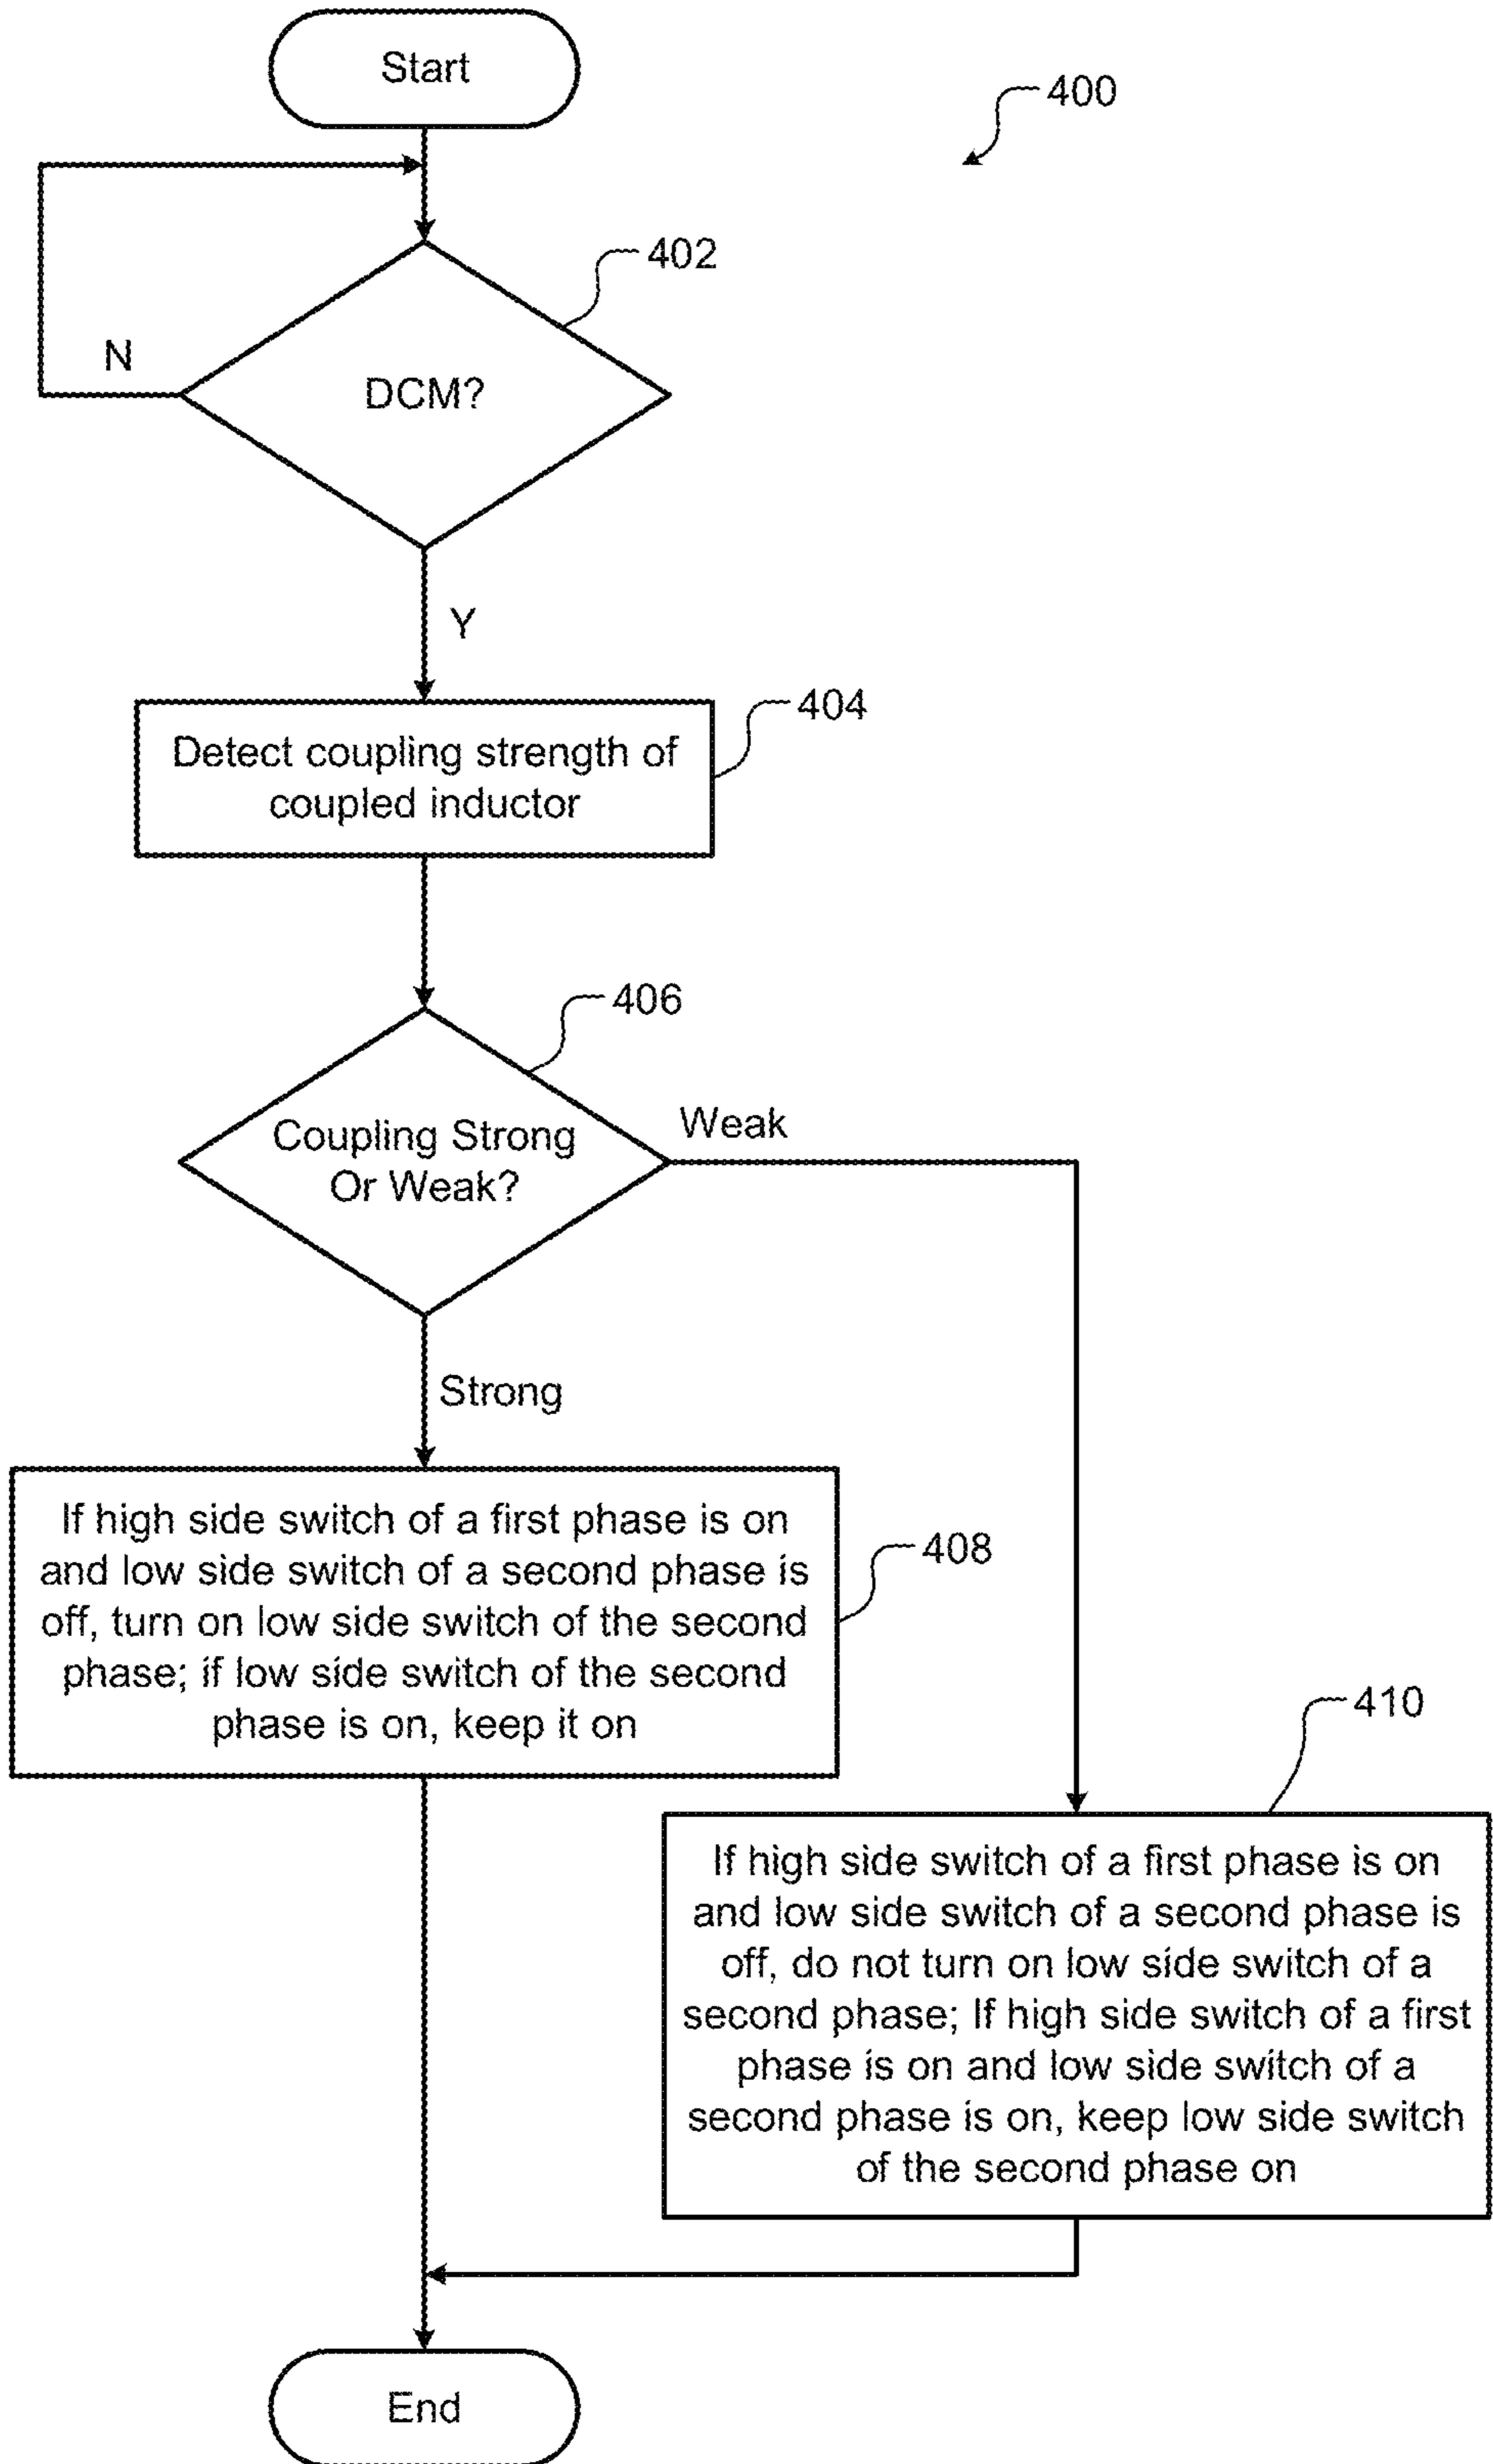 Start
400
402
N
DCM?
Y
404
Detect coupling strength of
coupled inductor
406
Coupling Strong
Or Weak?
Weak
Strong
If high side switch of a first phase is on
and low side switch of a second phase is
off, turn on low side switch of the second
phase; if low side switch of the second
phase is on, keep it on
408
410
If high side switch of a first phase is on
and low side switch of a second phase is
off, do not turn on low side switch of a
second phase; If high side switch of a first
phase is on and low side switch of a
second phase is on, keep low side switch
of the second phase on
End